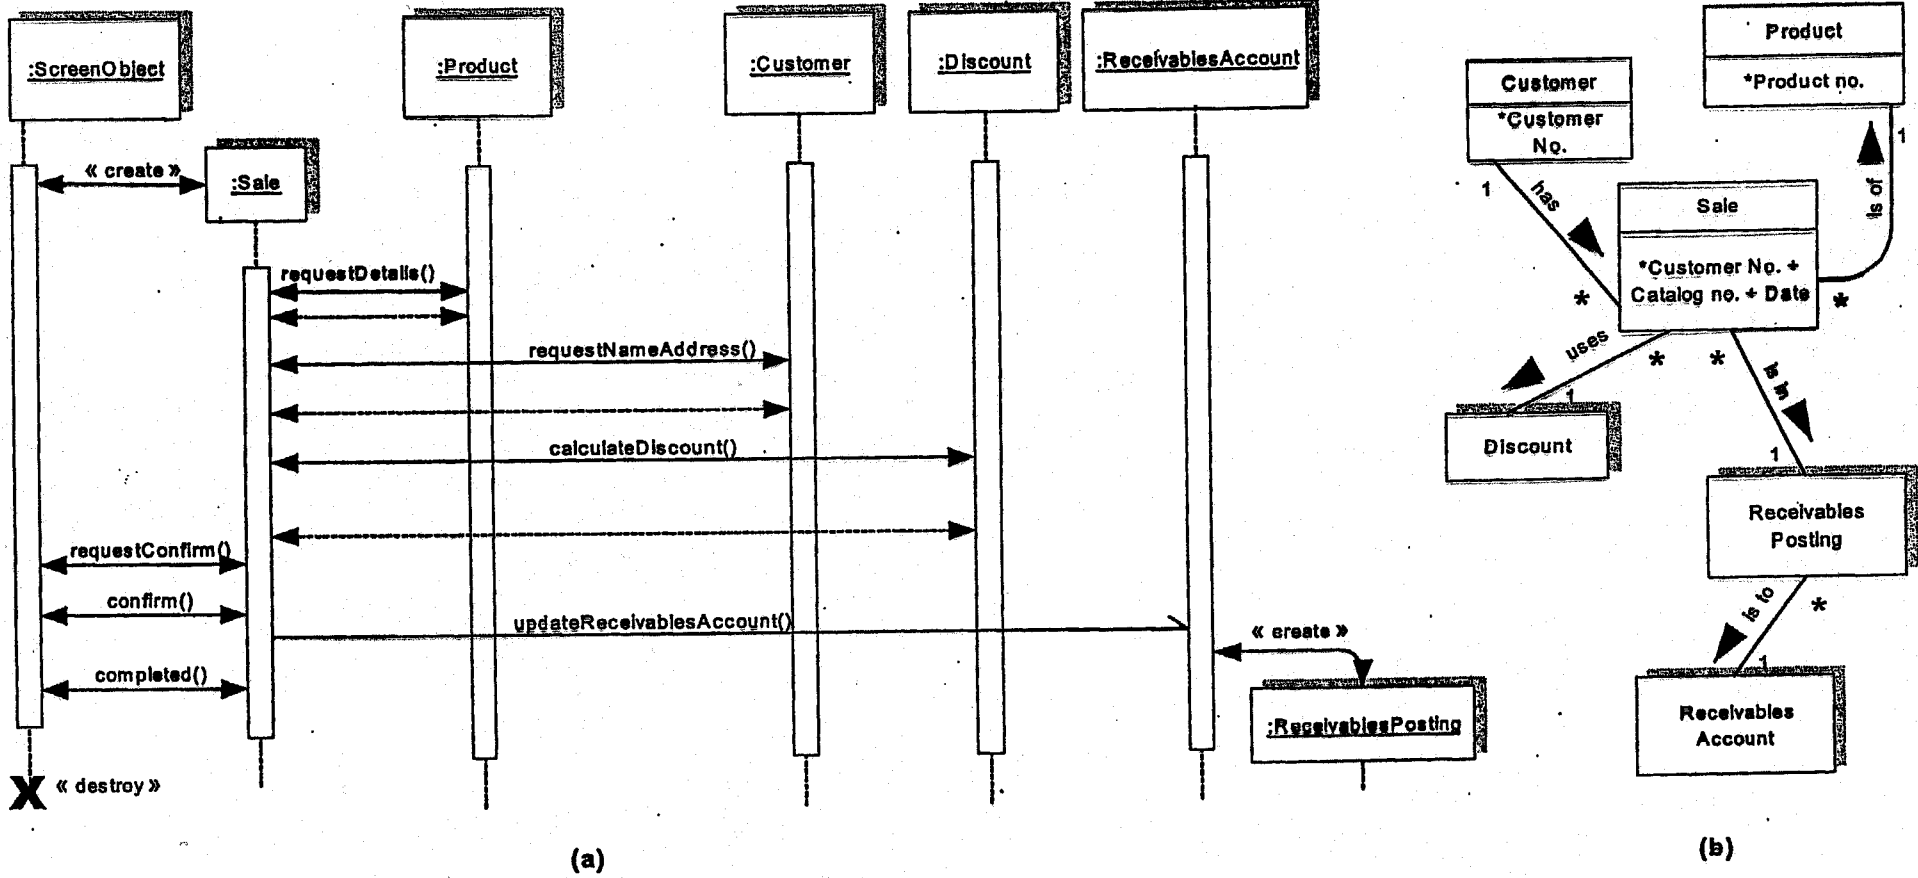 :ScreenObject
:Product
:Customer
:Discount
:ReceivablesAccount
« create »
:Sale
requestDetails()
requestNameAddress()
calculateDiscount()
requestConfirm()
confirm()
updateReceivablesAccount()
« create »
completed()
:ReceivablesPosting
« destroy »
(a)
Product
*Product no.
Customer
*Customer
No.
1
1
has
is of
Sale
*Customer No. +
Catalog no. + Date
*
*
uses
*
*
is in
1
Discount
1
Receivables
Posting
is to
*
1
Receivables
Account
(b)